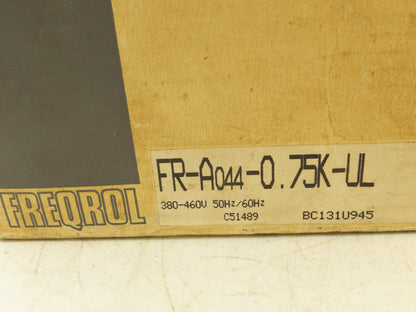 FREQROL
FR-A044-0.75K-UL
380-460V 50Hz/60Hz
C51489 BC131U945